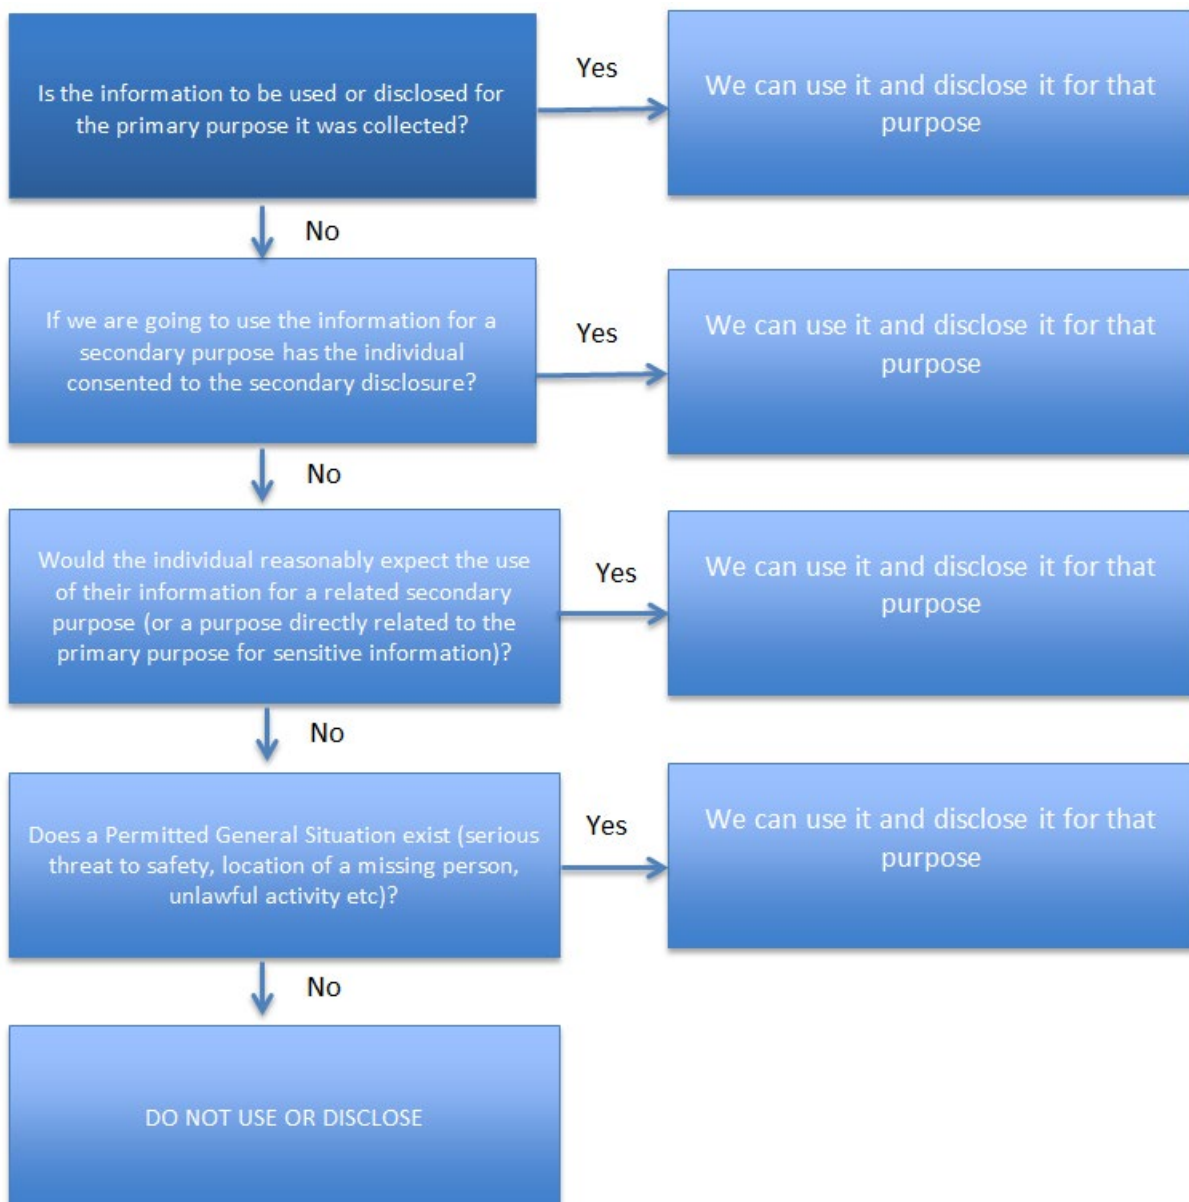 Is the information to be used or disclosed for
the primary purpose it was collected?
Yes
We can use it and disclose it for that
purpose
No
If we are going to use the information for a
secondary purpose has the individual
consented to the secondary disclosure?
Yes
We can use it and disclose it for that
purpose
No
Would the individual reasonably expect the use
of their information for a related secondary
purpose (or a purpose directly related to the
primary purpose for sensitive information)?
Yes
We can use it and disclose it for that
purpose
No
Does a Permitted General Situation exist (serious
threat to safety, location of a missing person,
unlawful activity etc)?
Yes
We can use it and disclose it for that
purpose
No
DO NOT USE OR DISCLOSE